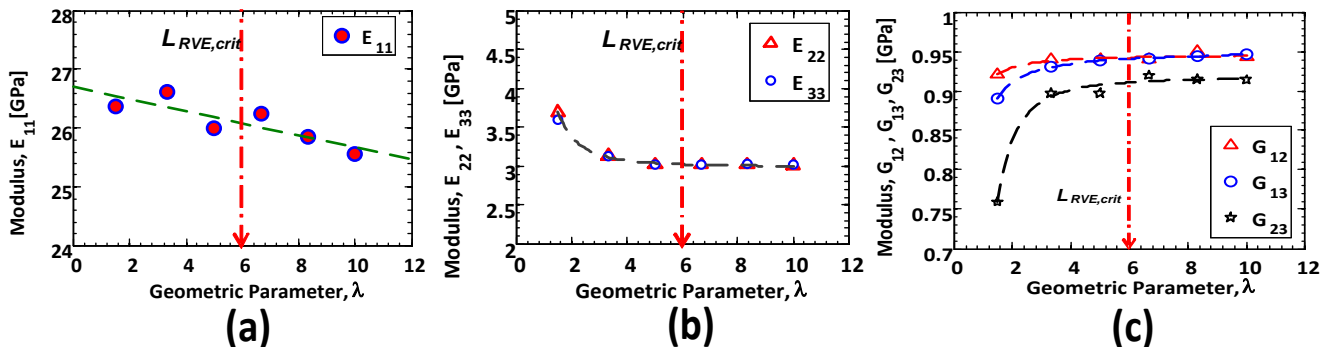 28
27
26
25
24
Modulus, E11 [GPa]
LRVE,crit
E11
0 2 4 6 8 10 12
Geometric Parameter, λ
(a)
5
4.5
4
3.5
3
2.5
2
Modulus, E22 , E33 [GPa]
LRVE,crit
E22
E33
0 2 4 6 8 10 12
Geometric Parameter, λ
(b)
1
0.95
0.9
0.85
0.8
0.75
0.7
Modulus, G12 , G13, G23 [GPa]
LRVE,crit
G12
G13
G23
0 2 4 6 8 10 12
Geometric Parameter, λ
(c)